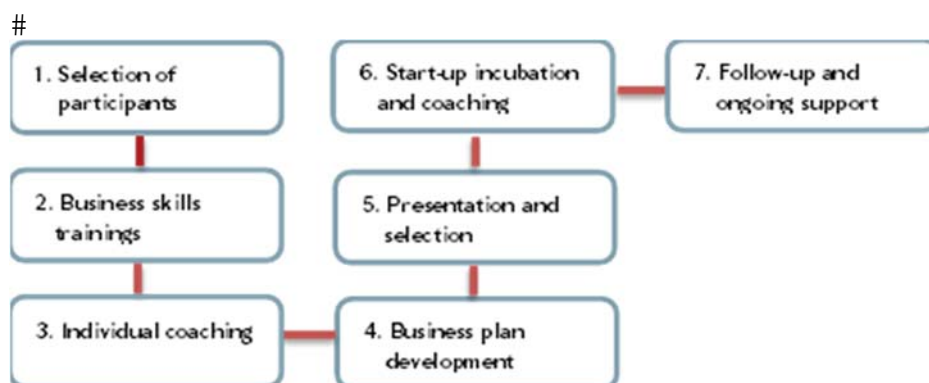 #
1. Selection of
participants
2. Business skills
trainings
3. Individual coaching
4. Business plan
development
5. Presentation and
selection
6. Start-up incubation
and coaching
7. Follow-up and
ongoing support